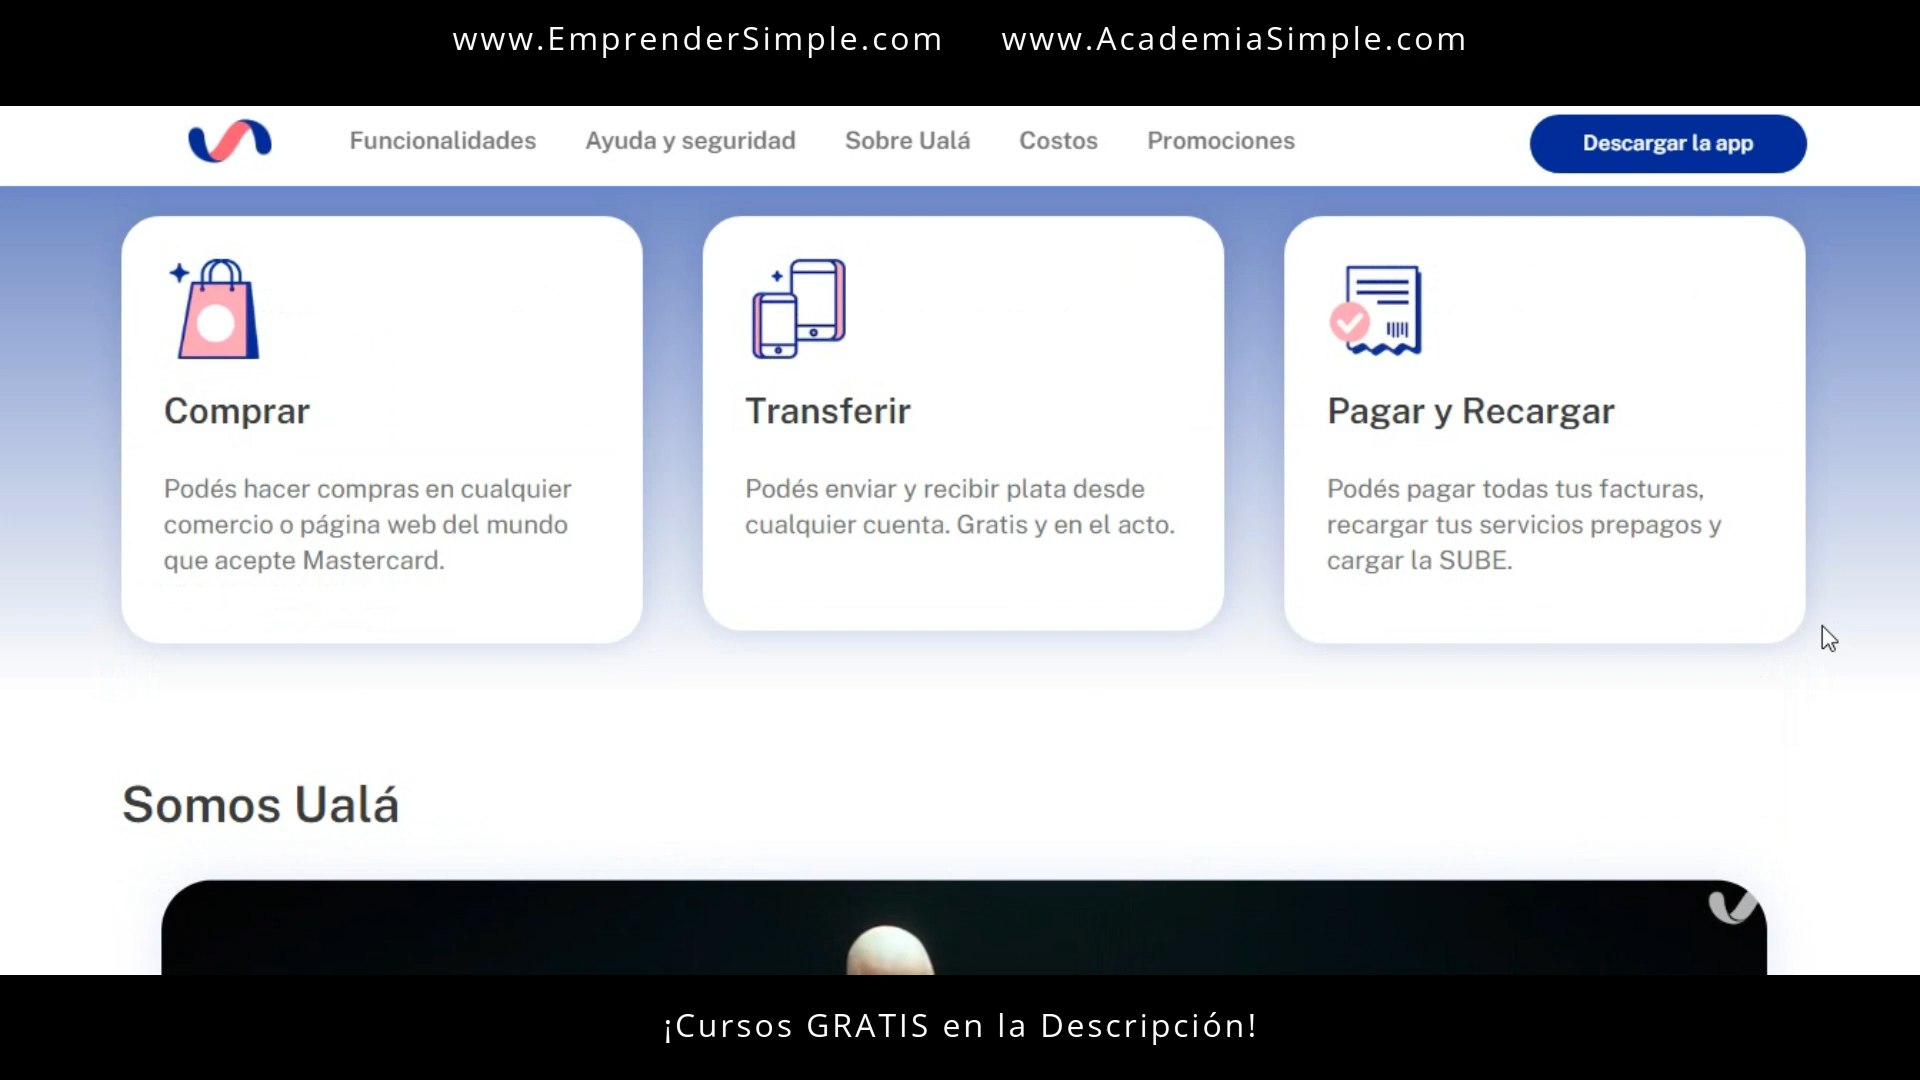 www.EmprenderSimple.com www.AcademiaSimple.com
Funcionalidades Ayuda y seguridad Sobre Ualá Costos Promociones Descargar la app
Comprar
Podés hacer compras en cualquier
comercio o página web del mundo
que acepte Mastercard.
Transferir
Podés enviar y recibir plata desde
cualquier cuenta. Gratis y en el acto.
Pagar y Recargar
Podés pagar todas tus facturas,
recargar tus servicios prepagos y
cargar la SUBE.
Somos Ualá
¡Cursos GRATIS en la Descripción!